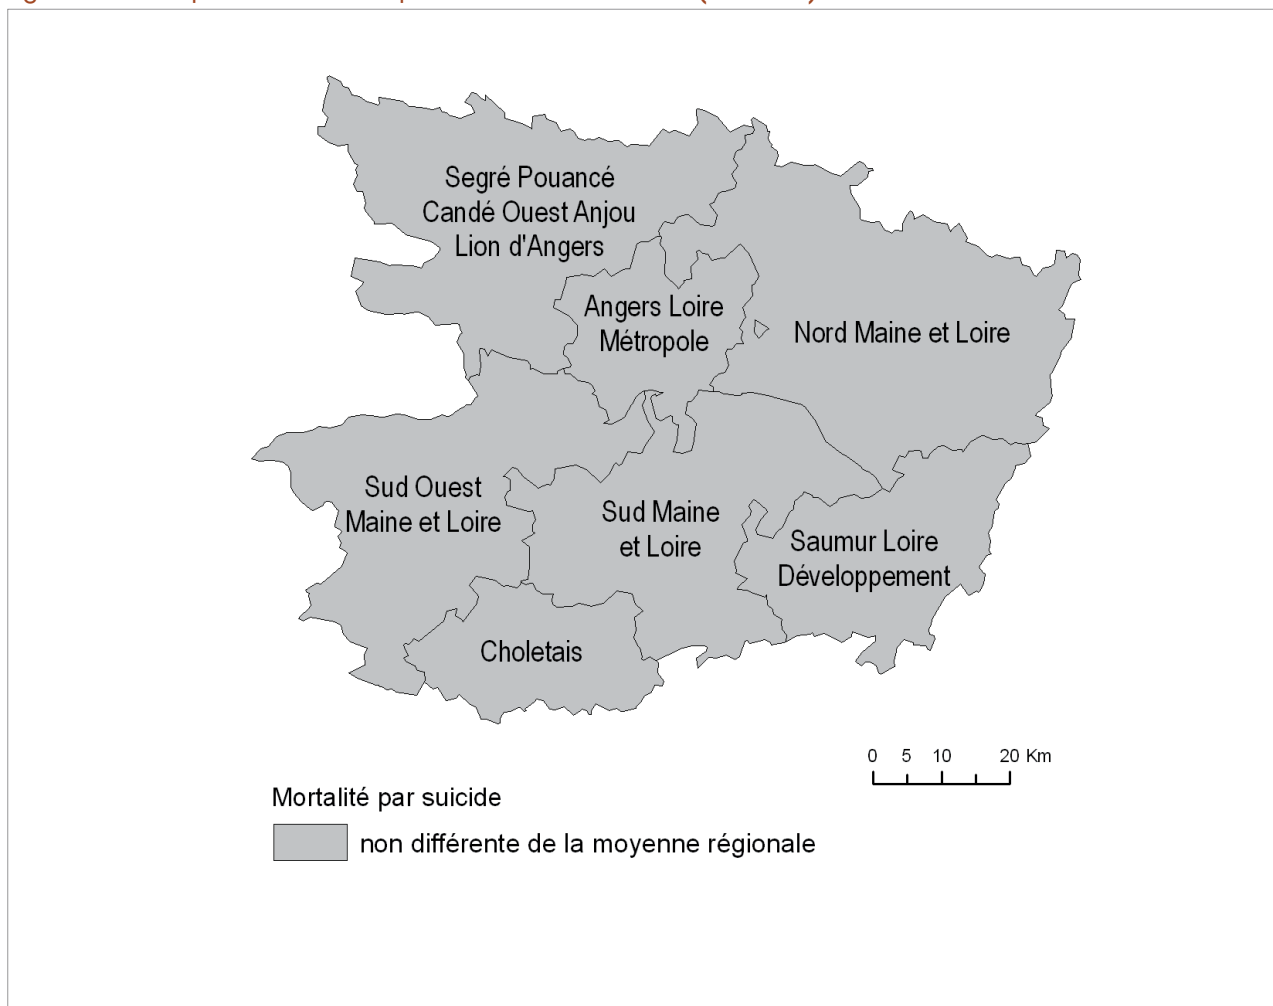 Segré Pouancé
Candé Ouest Anjou
Lion d'Angers
Angers Loire
Métropole
Nord Maine et Loire
Sud Ouest
Maine et Loire
Sud Maine
et Loire
Saumur Loire
Développement
Choletais
0 5 10 20 Km
Mortalité par suicide
non différente de la moyenne régionale